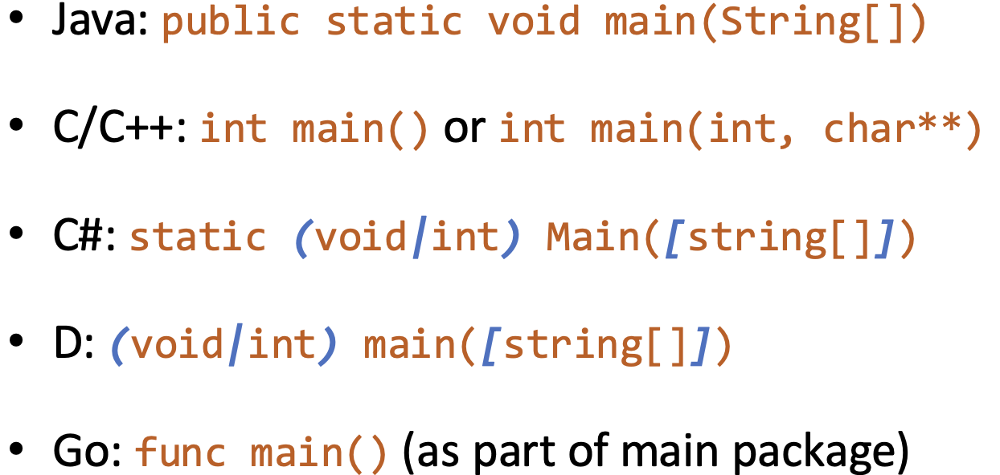 • Java: public static void main(String[])
• C/C++: int main() or int main(int, char**)
• C#: static (void|int) Main([string[]])
• D: (void|int) main([string[]])
• Go: func main() (as part of main package)